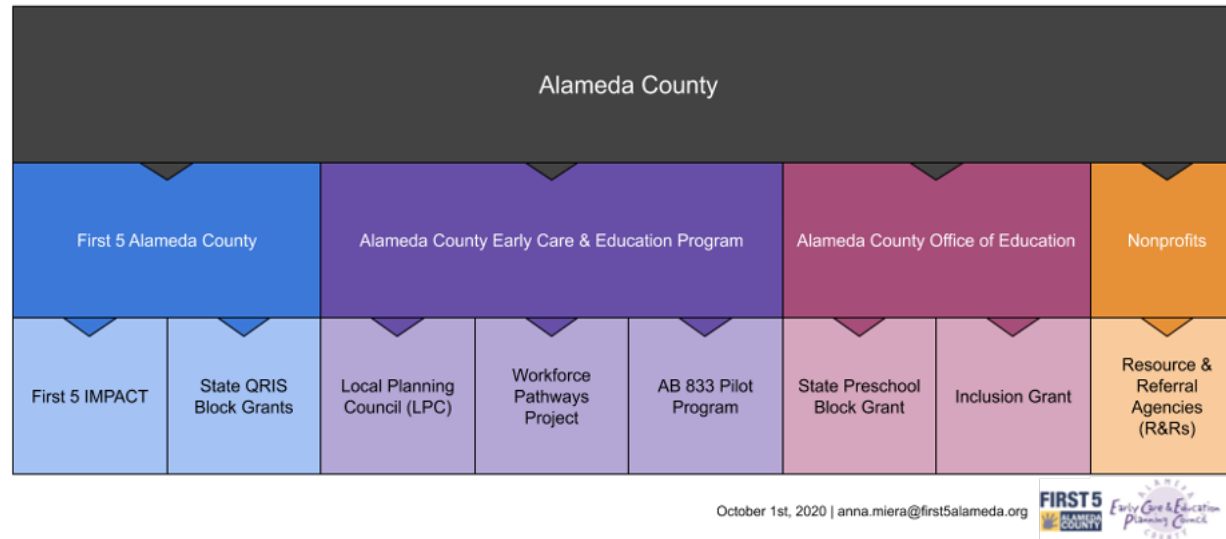 Alameda County
First 5 Alameda County
Alameda County Early Care & Education Program
Alameda County Office of Education
Nonprofits
First 5 IMPACT
State QRIS
Block Grants
Local Planning
Council (LPC)
Workforce
Pathways
Project
AB 833 Pilot
Program
State Preschool
Block Grant
Inclusion Grant
Resource &
Referral
Agencies
(R&Rs)
October 1st, 2020 | anna.miera@first5alameda.org
FIRST 5
ALAMEDA
COUNTY
ALAMEDA
Early Care & Education
Planning Council
COUNTY